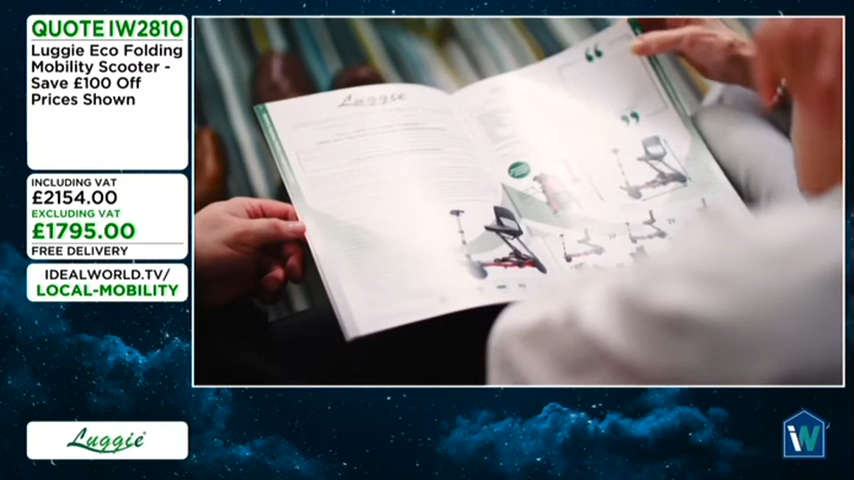 QUOTE IW2810
Luggie Eco Folding
Mobility Scooter -
Save £100 Off
Prices Shown
INCLUDING VAT
£2154.00
EXCLUDING VAT
£1795.00
FREE DELIVERY
IDEALWORLD.TV/
LOCAL-MOBILITY
Luggie
Luggie
iW